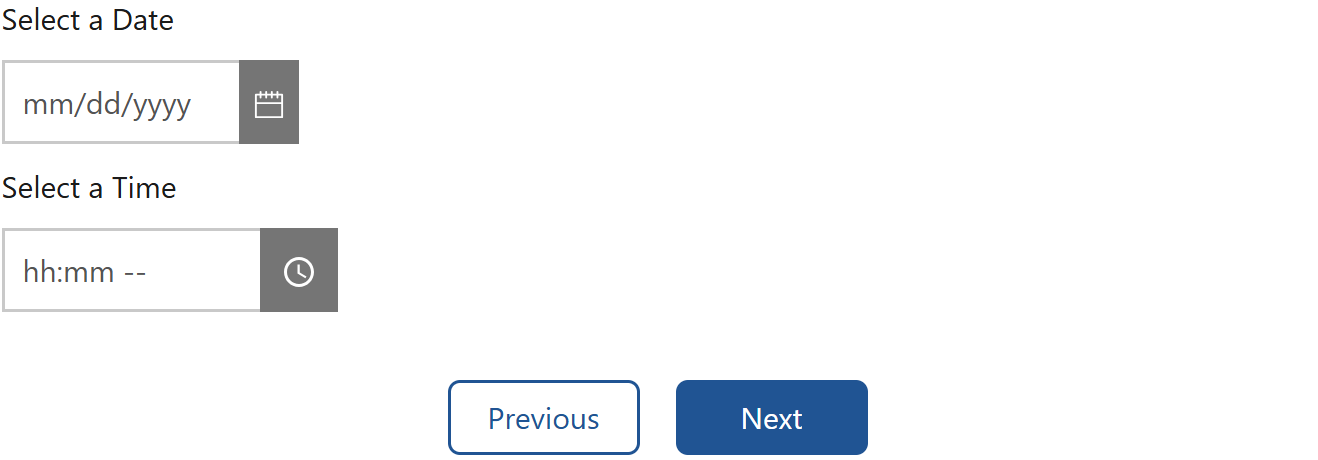 Select a Date
mm/dd/yyyy
Select a Time
hh:mm --
Previous Next